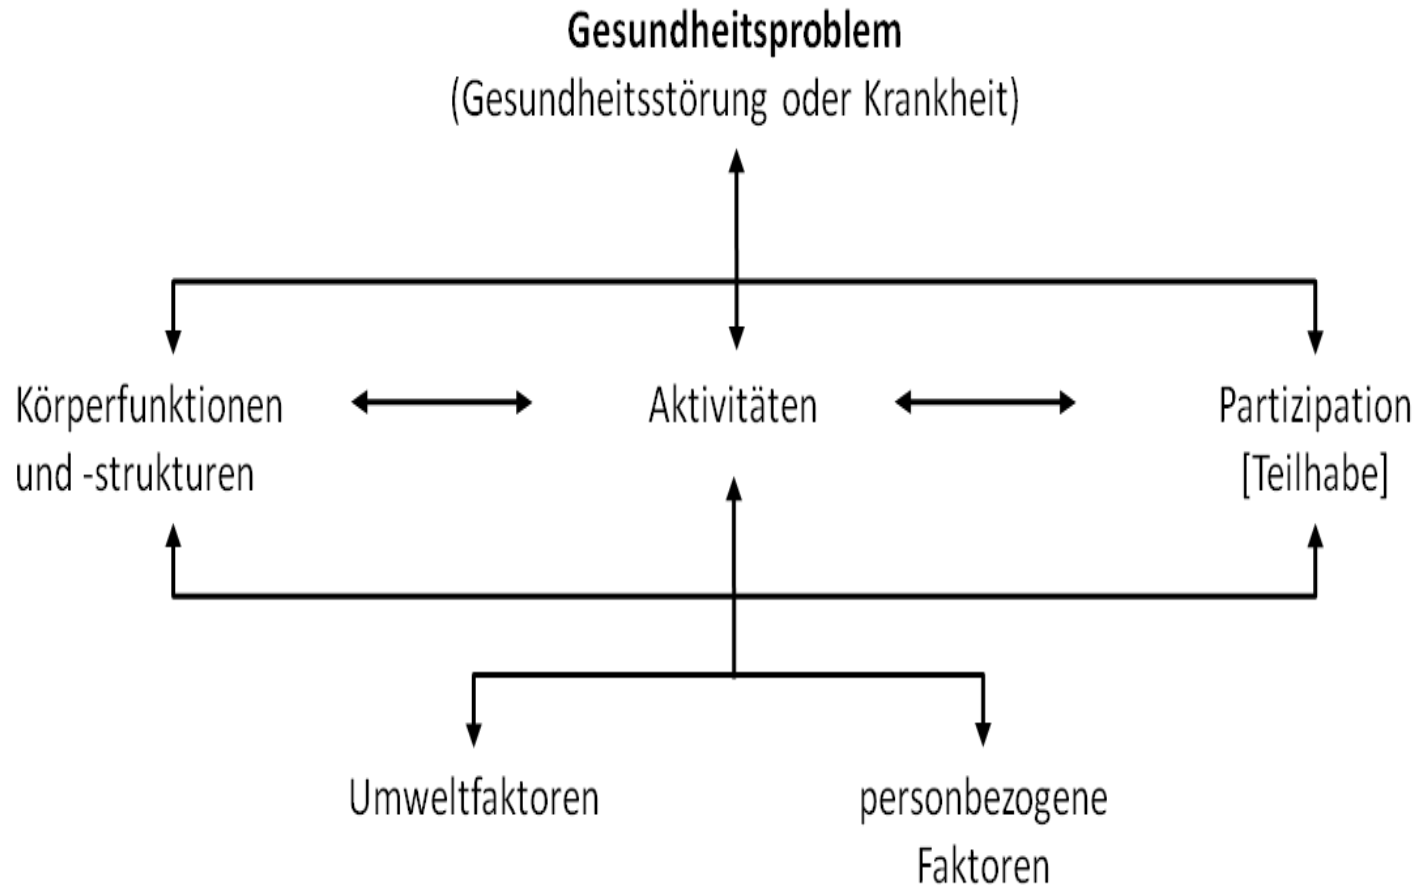 Gesundheitsproblem
(Gesundheitsstörung oder Krankheit)
Körperfunktionen
und -strukturen
Aktivitäten
Partizipation
[Teilhabe]
Umweltfaktoren
personbezogene
Faktoren